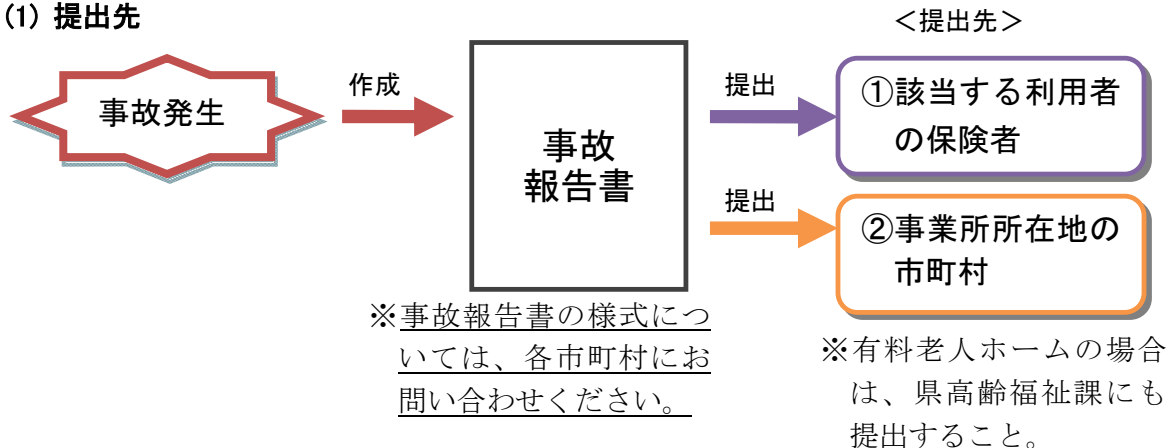 (1) 提出先
<提出先>
事故発生
作成
事故
報告書
提出
①該当する利用者
の保険者
提出
②事業所所在地の
市町村
※事故報告書の様式につ
いては、各市町村にお
問い合わせください。
※有料老人ホームの場合
は、県高齢福祉課にも
提出すること。